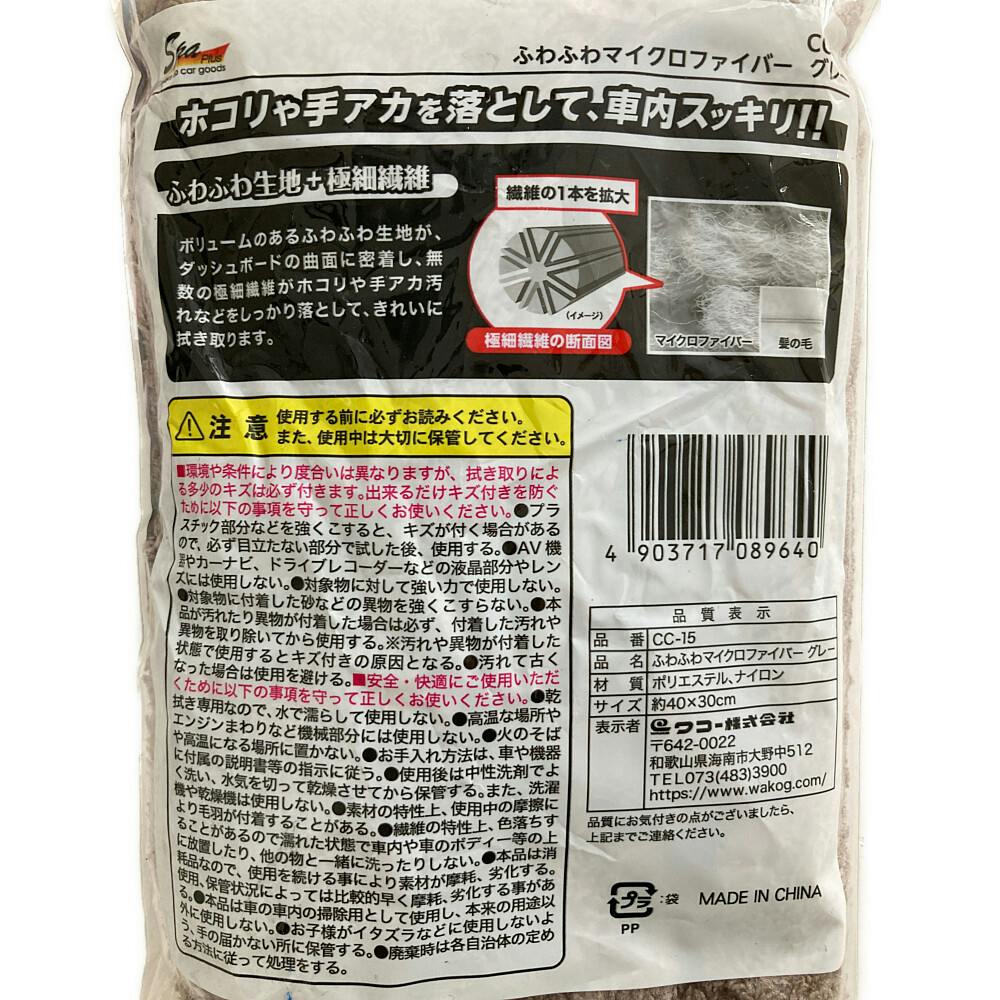 Spa Plus
car goods
CC
ふわふわマイクロファイバー グレー
ホコリや手アカを落として、車内スッキリ!!
ふわふわ生地+極細繊維
ボリュームのあるふわふわ生地が、
ダッシュボードの曲面に密着し、無
数の極細繊維がホコリや手アカ汚
れなどをしっかり落として、きれいに
拭き取ります。
繊維の1本を拡大
(イメージ)
極細繊維の断面図
マイクロファイバー
髪の毛
注意
使用する前に必ずお読みください。
また、使用中は大切に保管してください。
■環境や条件により度合いは異なりますが、拭き取りによ
る多少のキズは必ず付きます。出来るだけキズ付きを防ぐ
ために以下の事項を守って正しくお使いください。●プラ
スチック部分などを強くこすると、キズが付く場合がある
ので、必ず目立たない部分で試した後、使用する。●AV機
器やカーナビ、ドライブレコーダーなどの液晶部分やレン
ズには使用しない。●対象物に対して強い力で使用しない。
●対象物に付着した砂などの異物を強くこすらない。●本
品が汚れたり異物が付着した場合は必ず、付着した汚れや
異物を取り除いてから使用する。※汚れや異物が付着した
状態で使用するとキズ付きの原因となる。●汚れて古く
なった場合は使用を避ける。■安全・快適にご使用いただ
くために以下の事項を守って正しくお使いください。●乾
拭き専用なので、水で濡らして使用しない。●高温な場所や
エンジンまわりなど機械部分には使用しない。●火のそば
や高温になる場所に置かない。●お手入れ方法は、車や機器
に付属の説明書等の指示に従う。●使用後は中性洗剤でよ
く洗い、水気を切って乾燥させてから保管する。また、洗濯
機や乾燥機は使用しない。●素材の特性上、使用中の摩擦に
より毛羽が付着することがある。●繊維の特性上、色落ちす
ることがあるので濡れた状態で車内や車のボディー等の上
に放置したり、他の物と一緒に洗ったりしない。●本品は消
耗品なので、使用を続ける事により素材が摩耗、劣化する。
使用、保管状況によっては比較的早く摩耗、劣化する事があ
る。●本品は車の車内の掃除用として使用し、本来の用途以
外に使用しない。●お子様がイタズラなどに使用しないよ
う、手の届かない所に保管する。●廃棄時は各自治体の定め
る方法に従って処理をする。
4 903717 089640
品質表示
品番 CC-15
品名 ふわふわマイクロファイバー グレー
材質 ポリエステル、ナイロン
サイズ 約40×30cm
表示者 ワコー株式会社
〒642-0022
和歌山県海南市大野中512
TEL073(483)3900
https://www.wakog.com/
品質にお気付きの点がございましたら、
上記までご連絡ください。
プラ :袋
PP
MADE IN CHINA